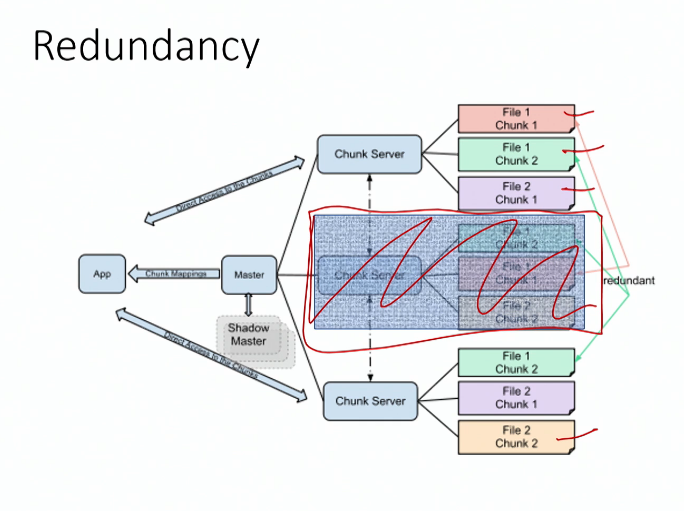 Redundancy
File 1
Chunk 1
Chunk Server
File 1
Chunk 2
File 2
Chunk 1
Direct Access to the Chunks
File 1
Chunk 2
App
Chunk Mappings
Master
Chunk Server
File 1
Chunk 1
redundant
File 2
Chunk 2
Shadow
Master
Direct Access to the Chunks
File 1
Chunk 2
Chunk Server
File 2
Chunk 1
File 2
Chunk 2